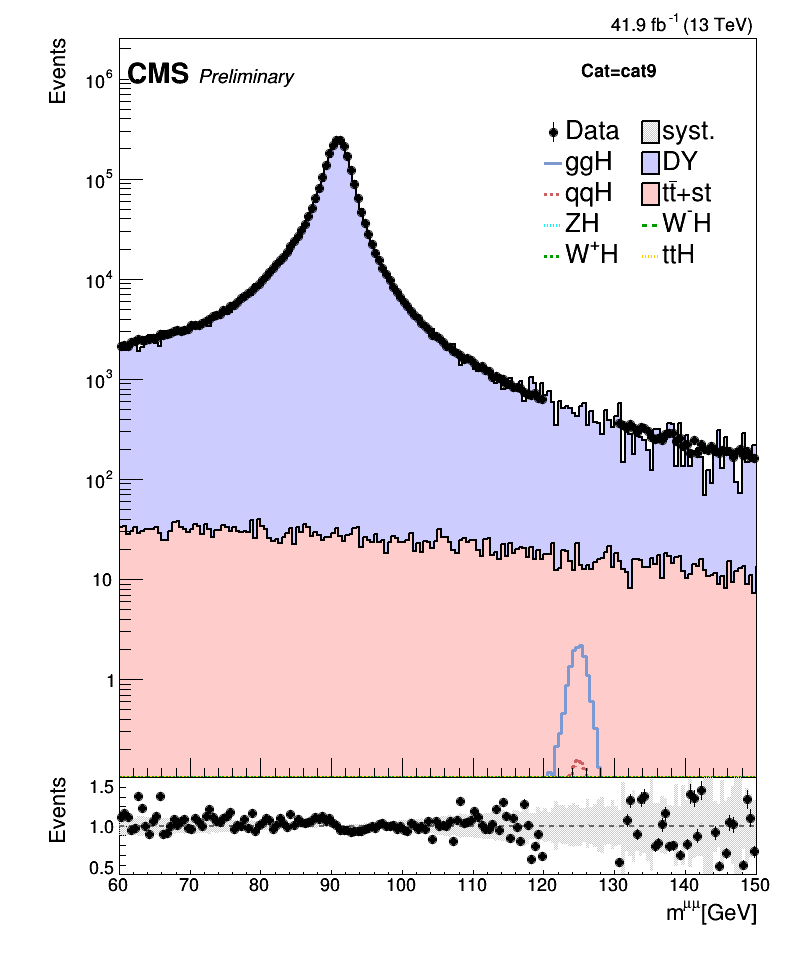 41.9 fb⁻¹ (13 TeV)
Events
CMS Preliminary
Cat=cat9
Data
syst.
ggH
DY
qqH
tt̄+st
ZH
W⁻H
W⁺H
ttH
10⁶
10⁵
10⁴
10³
10²
10
1
Events
1.5
1.0
0.5
60 70 80 90 100 110 120 130 140 150
m^μμ[GeV]